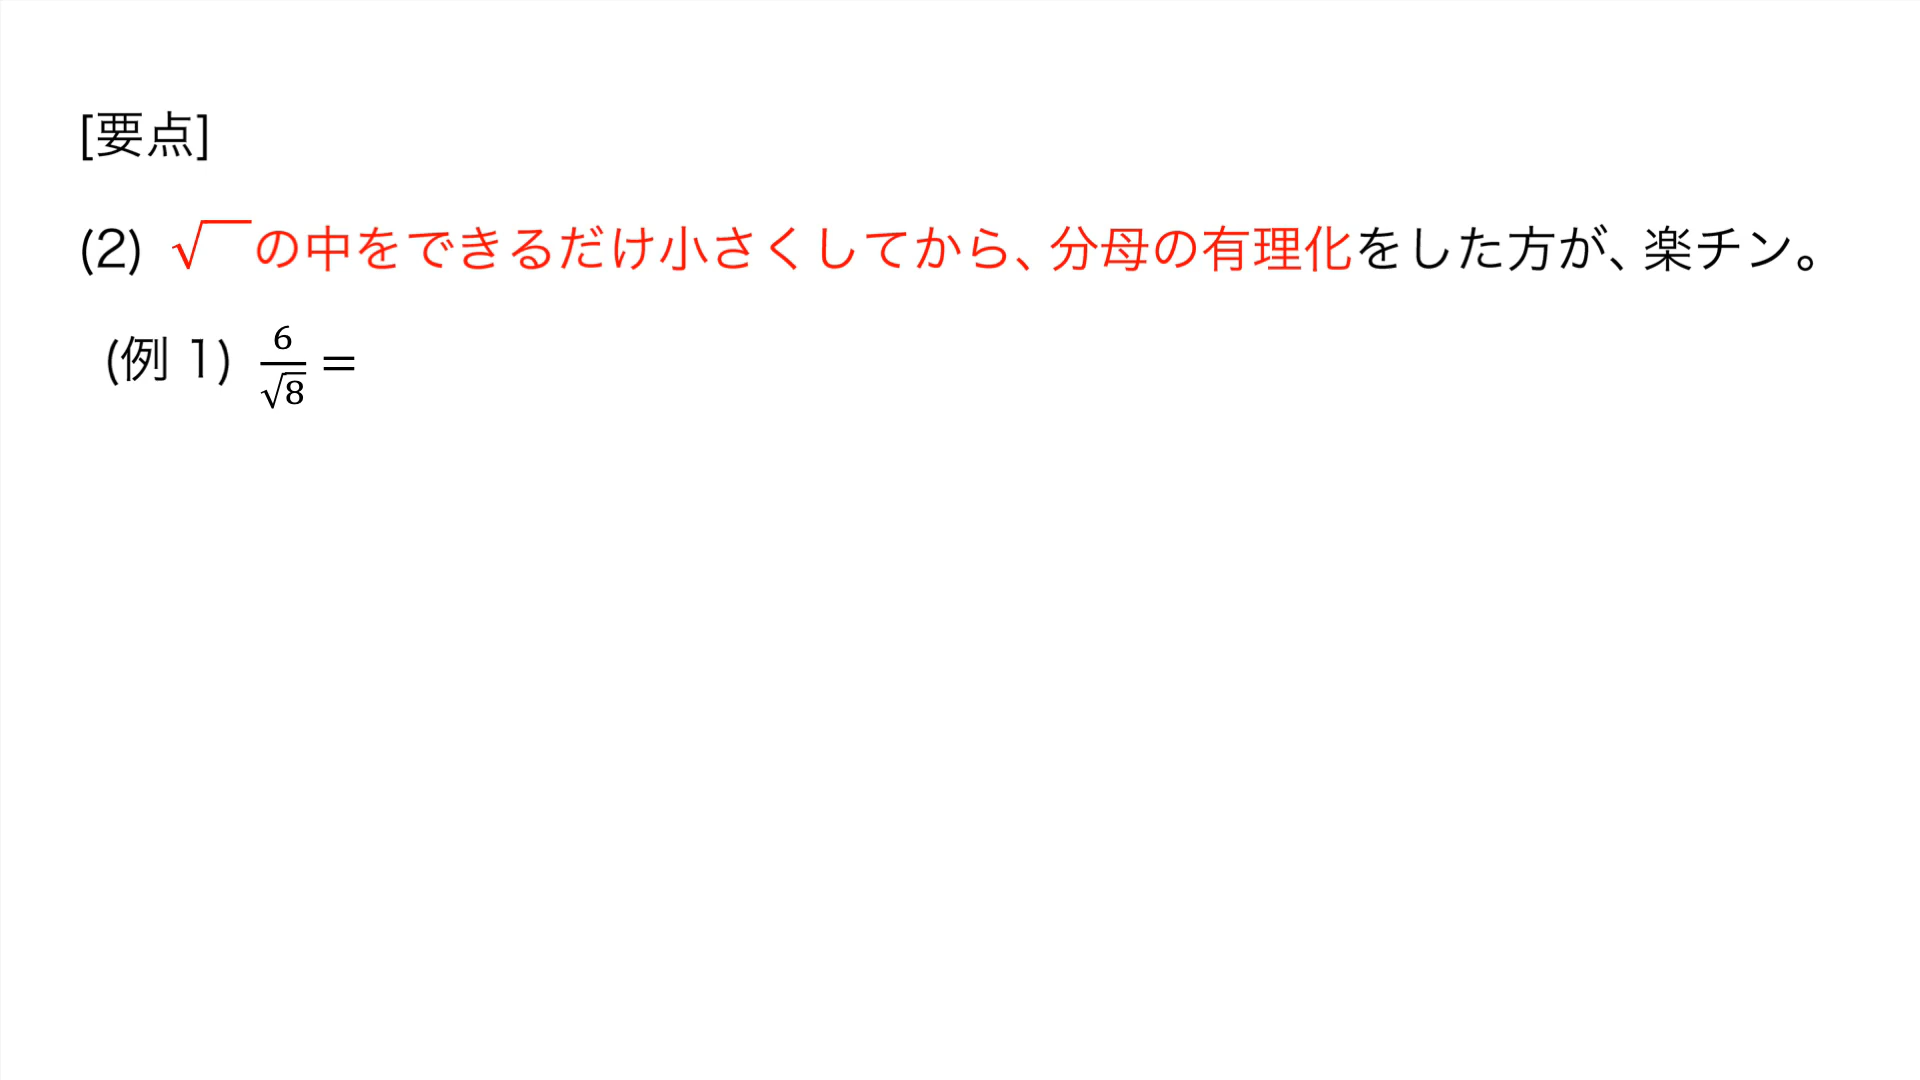 [要点]
(2) √ の中をできるだけ小さくしてから、分母の有理化をした方が、楽チン。
(例 1) 6/√8 =